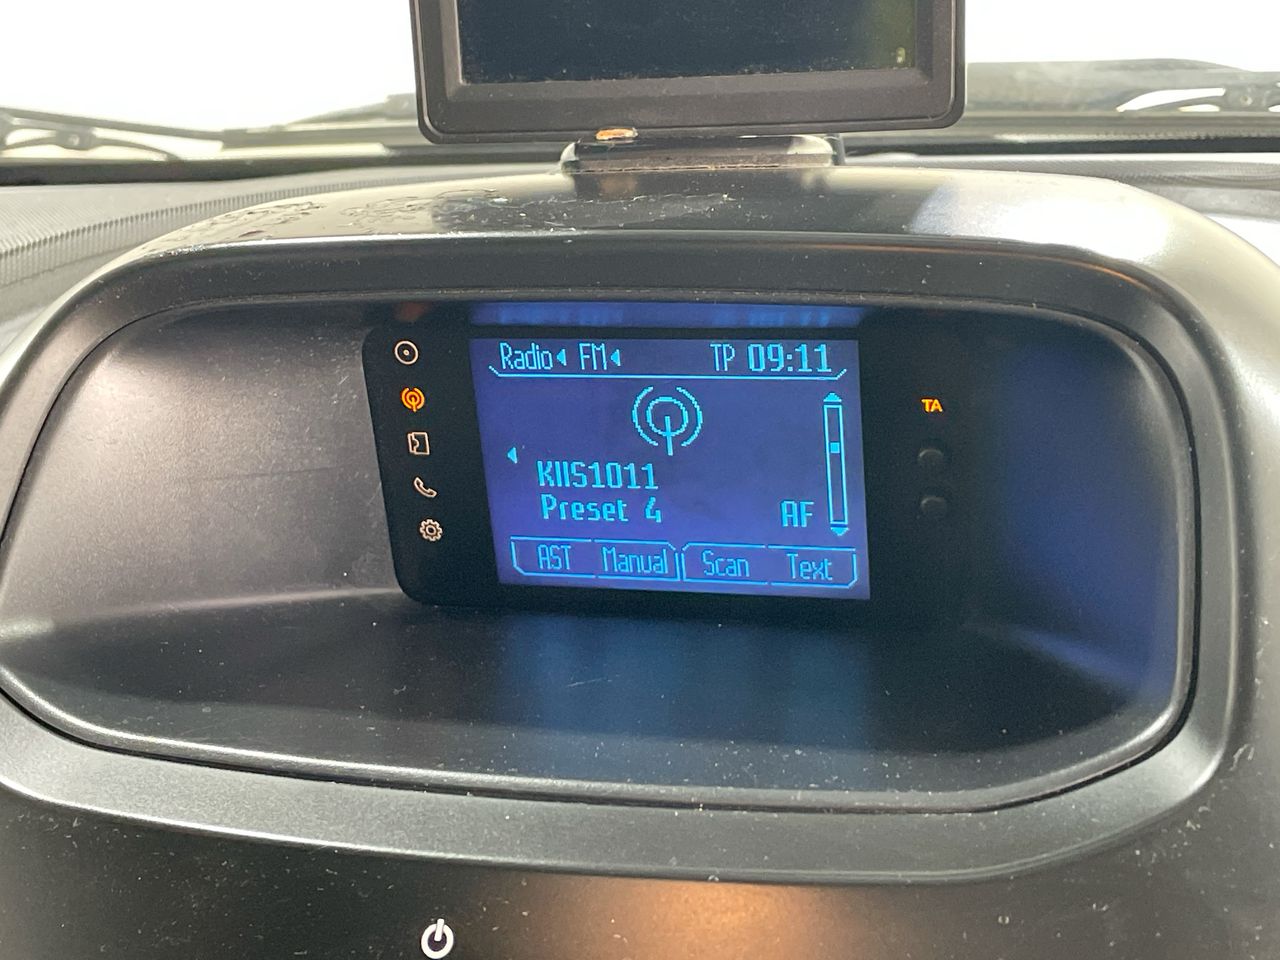 Radio FM TP 09:11
TA
KIIS1011
Preset 4 AF
AST Manual Scan Text